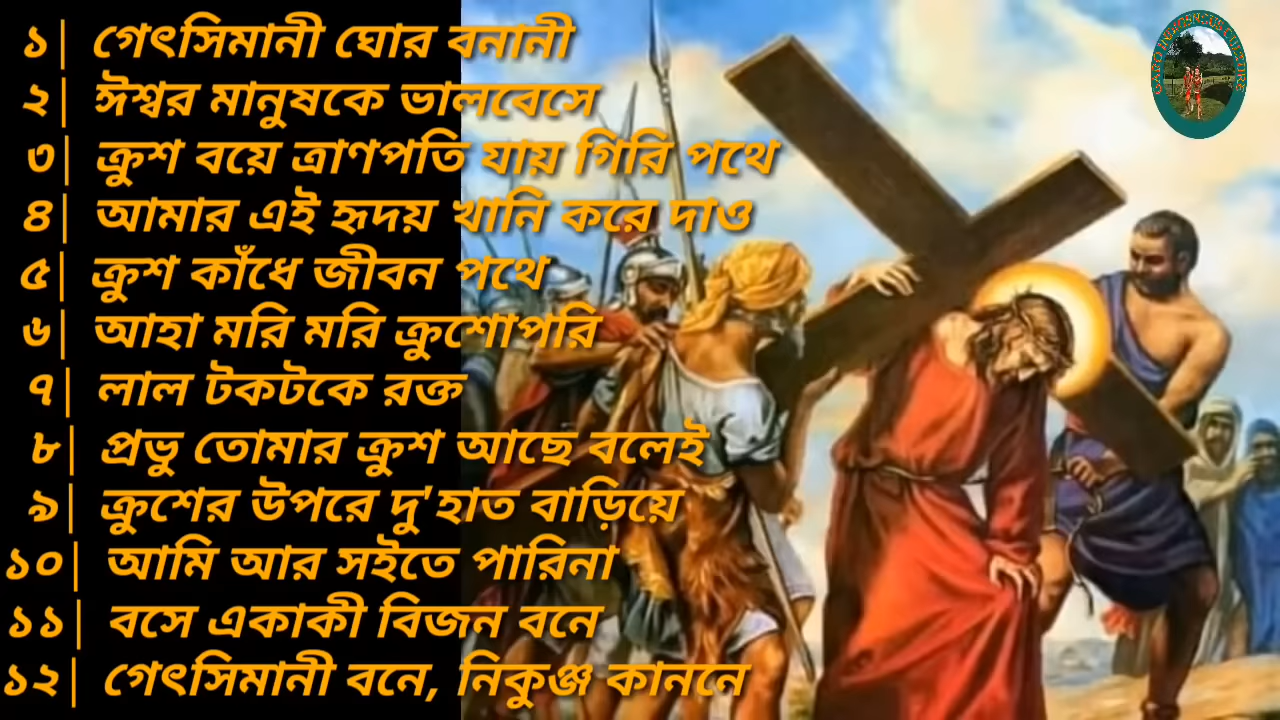 ১| গেৎসিমানী ঘোর বনানী
২| ঈশ্বর মানুষকে ভালবেসে
৩| ক্রুশ বয়ে ত্রাণপতি যায় গিরি পথে
৪| আমার এই হৃদয় খানি করে দাও
৫| ক্রুশ কাঁধে জীবন পথে
৬| আহা মরি মরি ক্রুশোপরি
৭| লাল টকটকে রক্ত
৮| প্রভু তোমার ক্রুশ আছে বলেই
৯| ক্রুশের উপরে দু'হাত বাড়িয়ে
১০| আমি আর সইতে পারিনা
১১| বসে একাকী বিজন বনে
১২| গেৎসিমানী বনে, নিকুঞ্জ কাননে